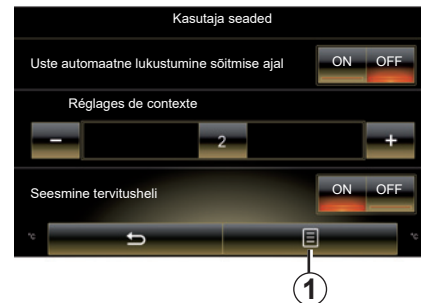 Kasutaja seaded
Uste automaatne lukustumine sõitmise ajal ON OFF
Réglages de contexte
− 2 +
Seesmine tervitusheli ON OFF
°C °C
1